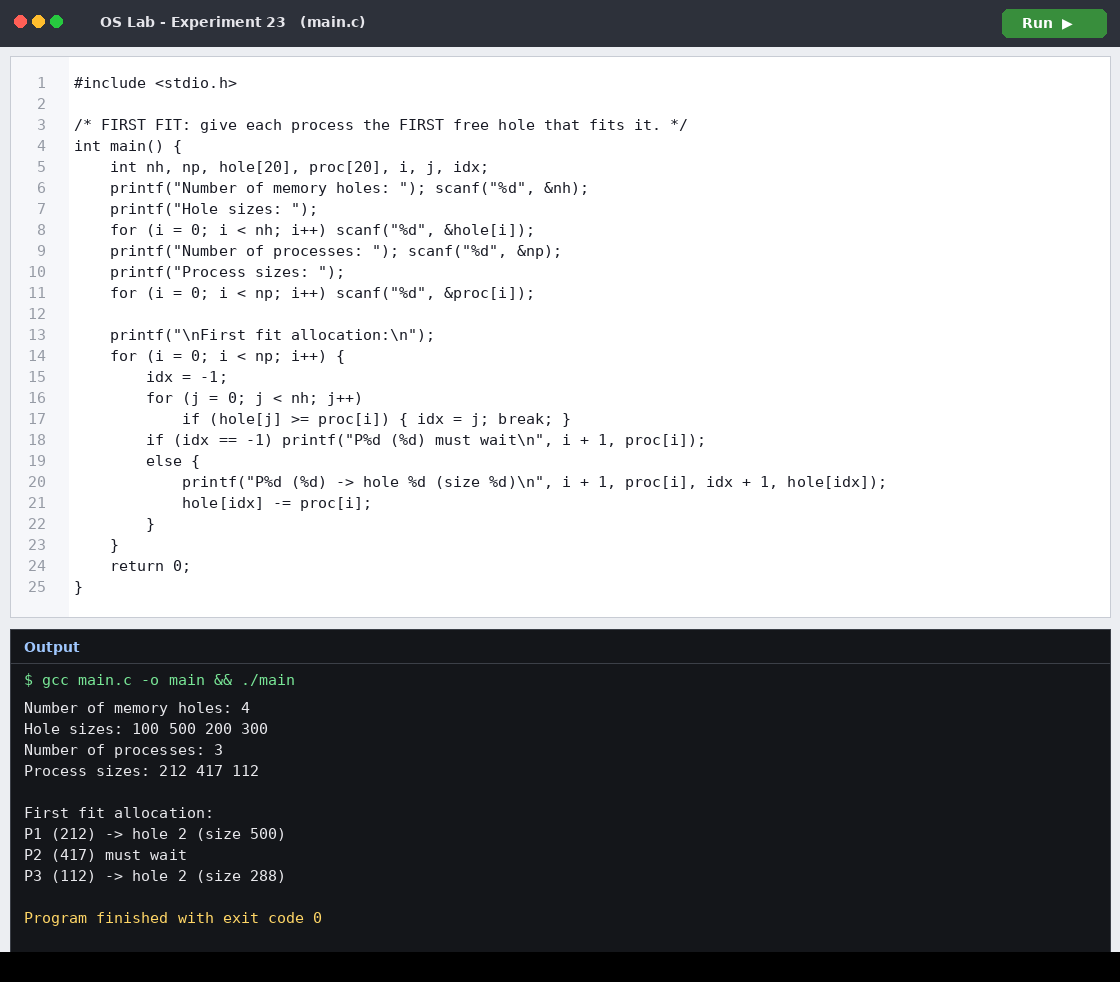 OS Lab - Experiment 23   (main.c)
Run ▶
1 #include <stdio.h>
2
3 /* FIRST FIT: give each process the FIRST free hole that fits it. */
4 int main() {
5     int nh, np, hole[20], proc[20], i, j, idx;
6     printf("Number of memory holes: "); scanf("%d", &nh);
7     printf("Hole sizes: ");
8     for (i = 0; i < nh; i++) scanf("%d", &hole[i]);
9     printf("Number of processes: "); scanf("%d", &np);
10     printf("Process sizes: ");
11     for (i = 0; i < np; i++) scanf("%d", &proc[i]);
12
13     printf("\nFirst fit allocation:\n");
14     for (i = 0; i < np; i++) {
15         idx = -1;
16         for (j = 0; j < nh; j++)
17             if (hole[j] >= proc[i]) { idx = j; break; }
18         if (idx == -1) printf("P%d (%d) must wait\n", i + 1, proc[i]);
19         else {
20             printf("P%d (%d) -> hole %d (size %d)\n", i + 1, proc[i], idx + 1, hole[idx]);
21             hole[idx] -= proc[i];
22         }
23     }
24     return 0;
25 }
Output
$ gcc main.c -o main && ./main
Number of memory holes: 4
Hole sizes: 100 500 200 300
Number of processes: 3
Process sizes: 212 417 112

First fit allocation:
P1 (212) -> hole 2 (size 500)
P2 (417) must wait
P3 (112) -> hole 2 (size 288)

Program finished with exit code 0